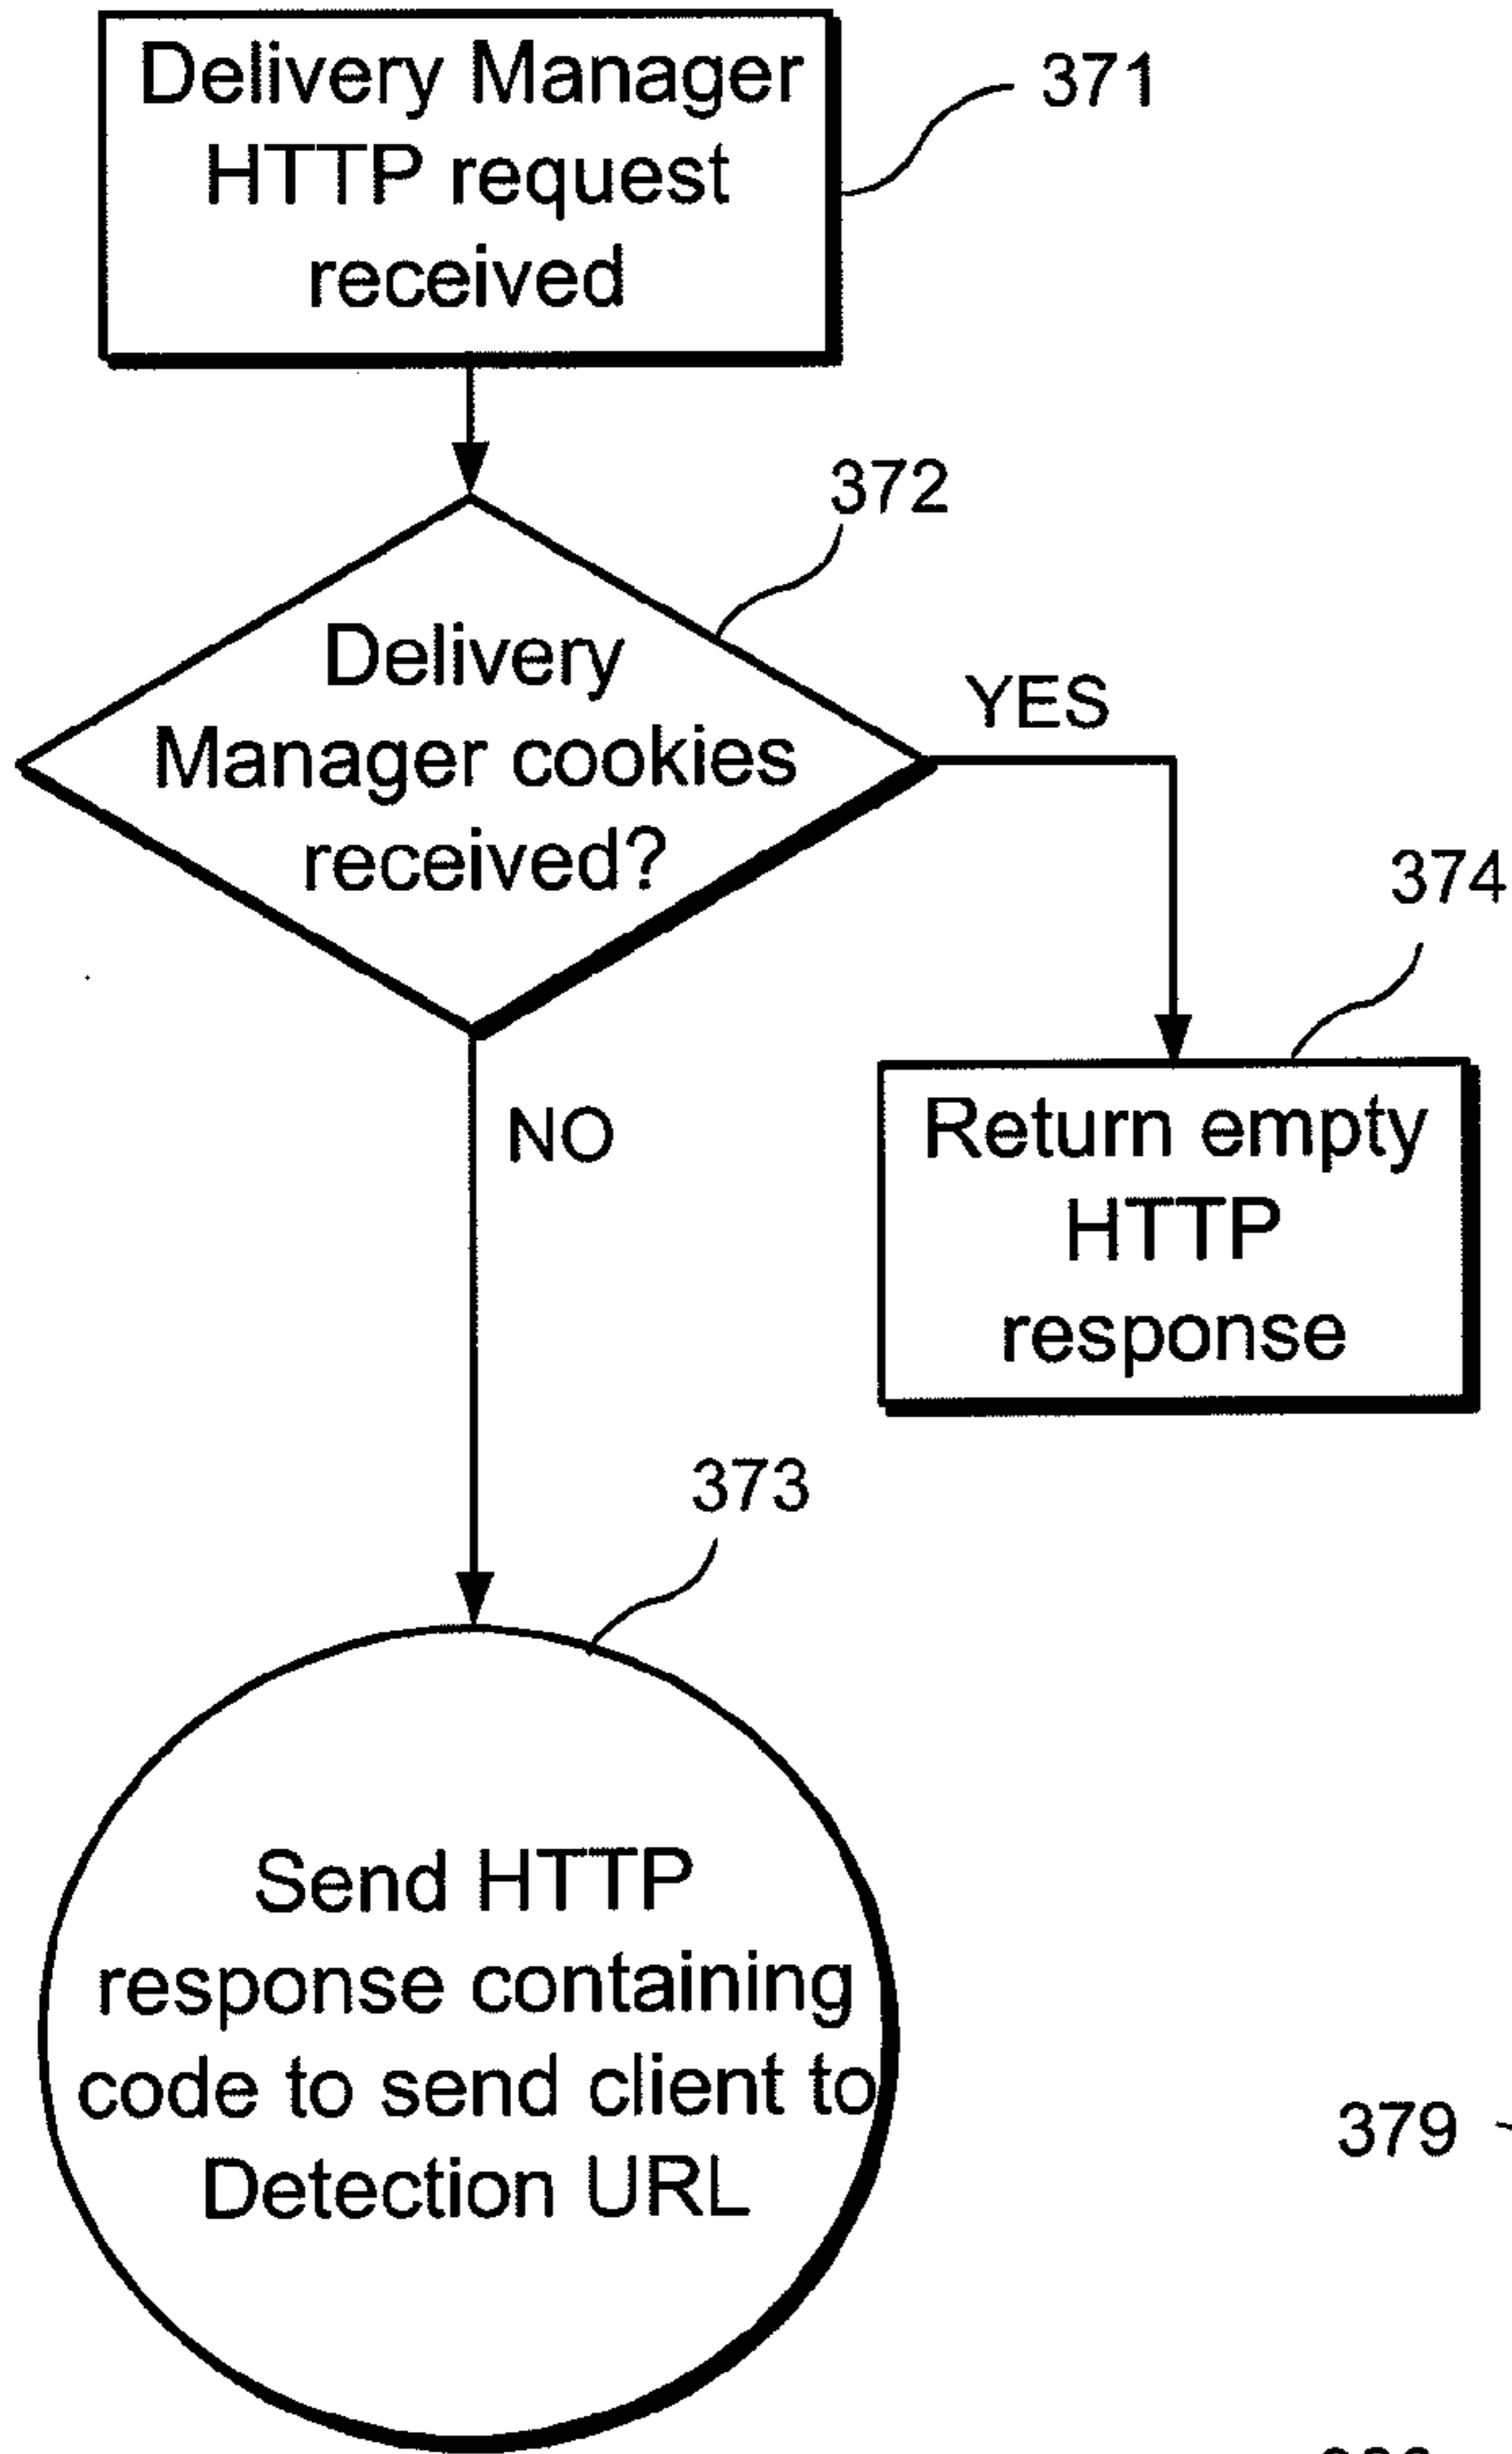 Delivery Manager
HTTP request
received
371
372
Delivery
Manager cookies
received?
YES
374
NO
Return empty
HTTP
response
373
Send HTTP
response containing
code to send client to
Detection URL
379